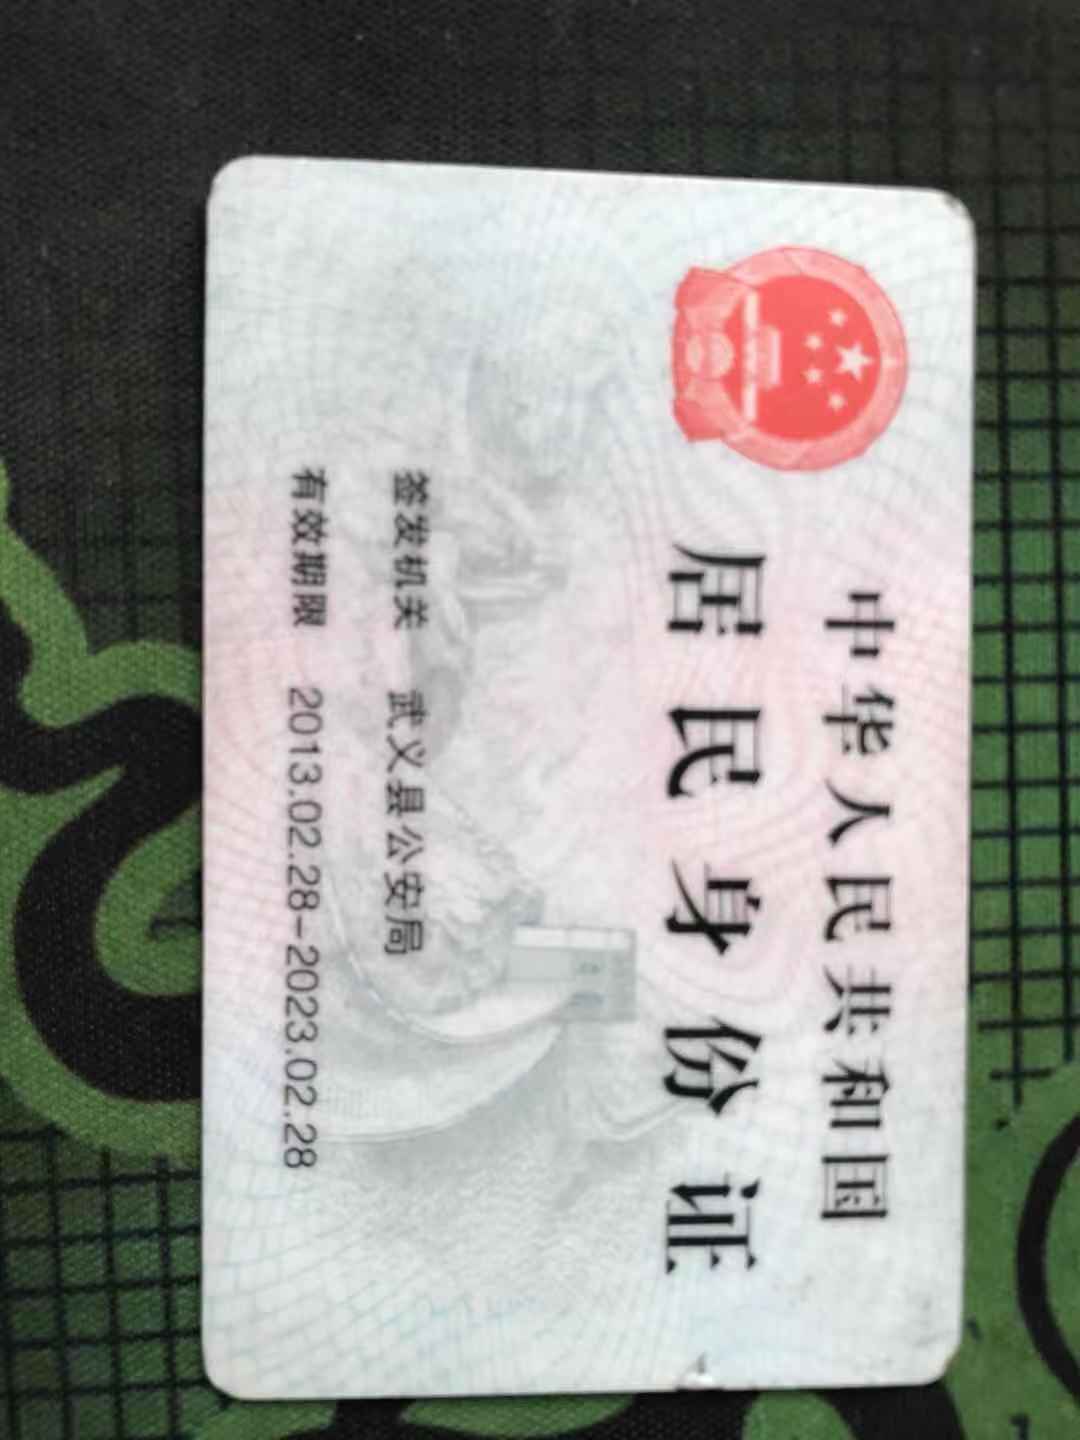 中华人民共和国
居民身份证
签发机关 武义县公安局
有效期限 2013.02.28-2023.02.28